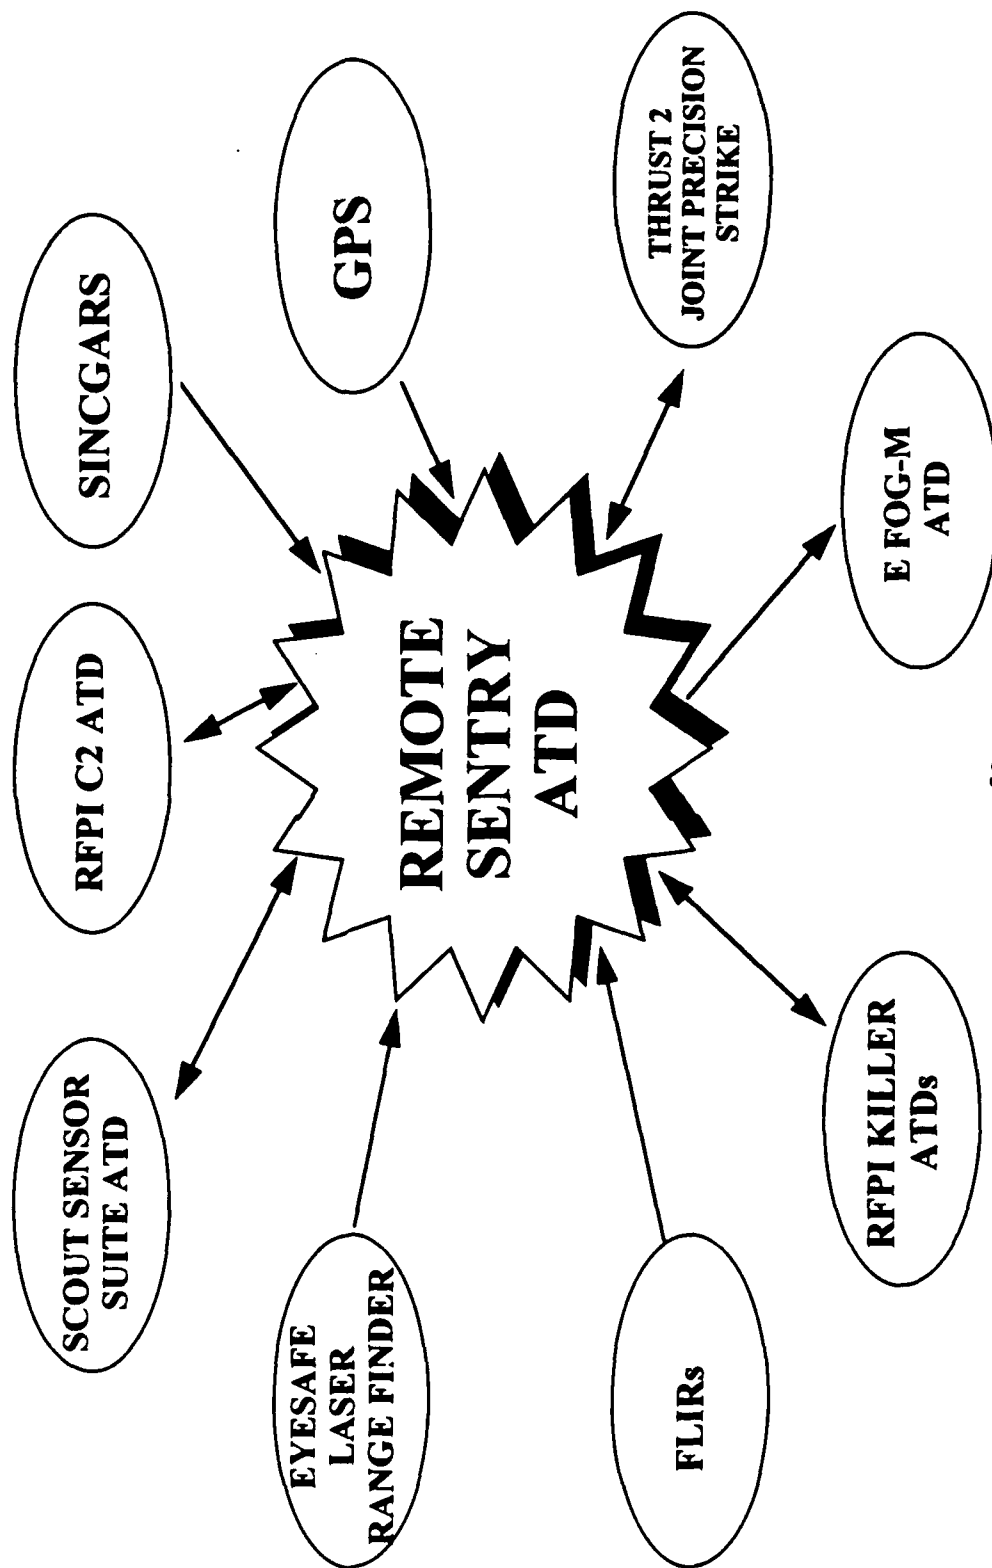 SCOUT SENSOR
SUITE ATD
RFPI C2 ATD
SINCGARS
EYESAFE
LASER
RANGE FINDER
GPS
REMOTE
SENTRY
ATD
FLIRs
THRUST 2
JOINT PRECISION
STRIKE
RFPI KILLER
ATDs
E FOG-M
ATD